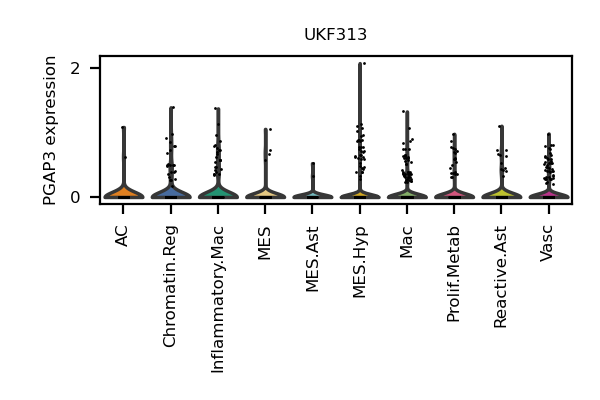 UKF313
PGAP3 expression
2
0
AC
Chromatin.Reg
Inflammatory.Mac
MES
MES.Ast
MES.Hyp
Mac
Prolif.Metab
Reactive.Ast
Vasc